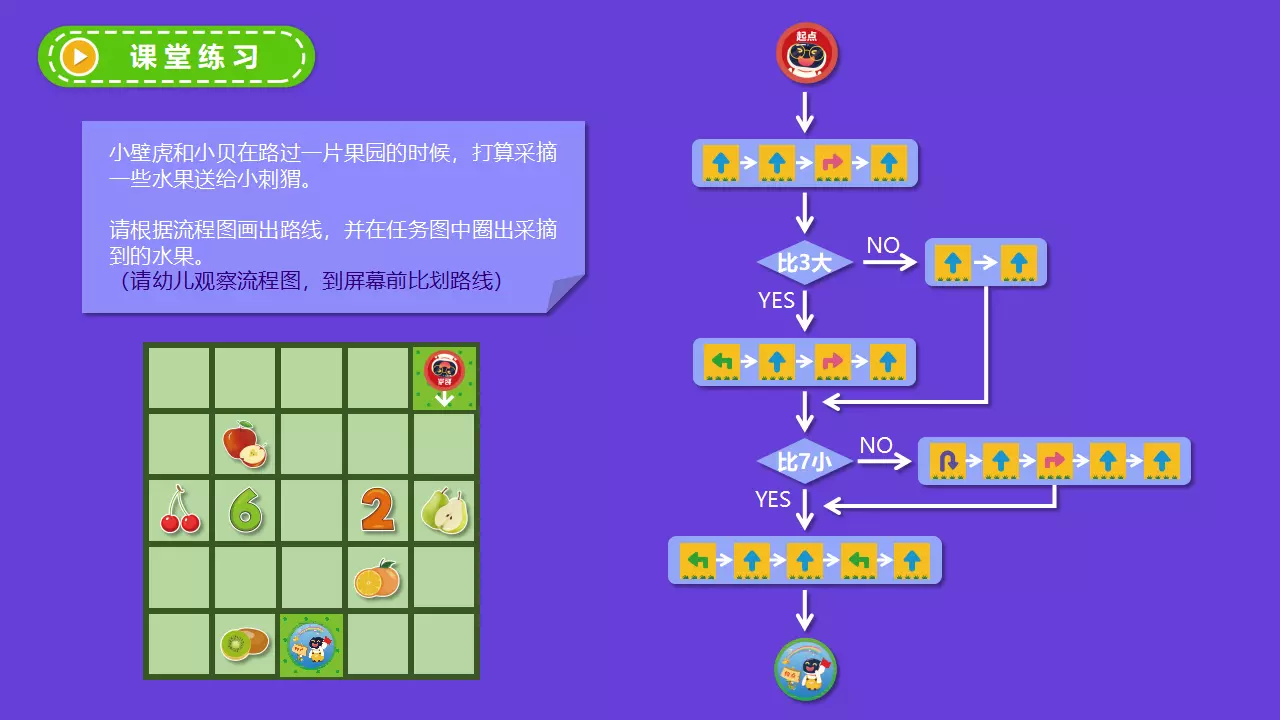 课堂练习
小壁虎和小贝在路过一片果园的时候，打算采摘
一些水果送给小刺猬。
请根据流程图画出路线，并在任务图中圈出采摘
到的水果。
（请幼儿观察流程图，到屏幕前比划路线）
起点
比3大
NO
YES
比7小
NO
YES
起点
6
2